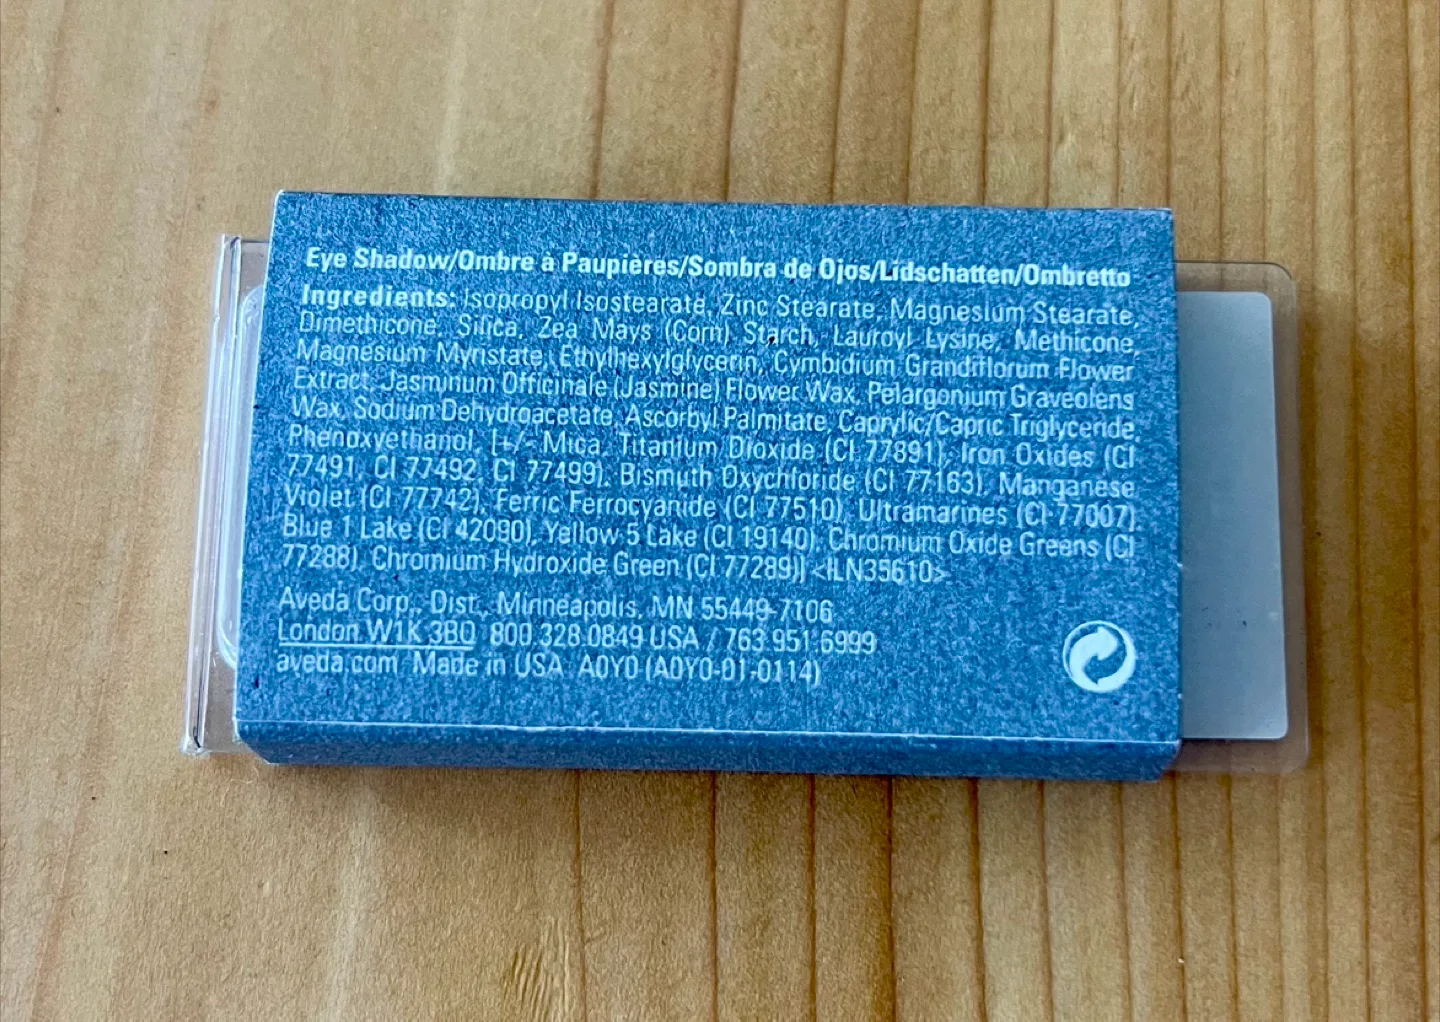 Eye Shadow/Ombre à Paupières/Sombra de Ojos/Lidschatten/Ombretto
Ingredients: Isopropyl Isostearate, Zinc Stearate, Magnesium Stearate,
Dimethicone, Silica, Zea Mays (Corn) Starch, Lauroyl Lysine, Methicone,
Magnesium Myristate, Ethylhexylglycerin, Cymbidium Grandiflorum Flower
Extract, Jasminum Officinale (Jasmine) Flower Wax, Pelargonium Graveolens
Wax, Sodium Dehydroacetate, Ascorbyl Palmitate, Caprylic/Capric Triglyceride,
Phenoxyethanol, [+/- Mica, Titanium Dioxide (CI 77891), Iron Oxides (CI
77491, CI 77492, CI 77499), Bismuth Oxychloride (CI 77163), Manganese
Violet (CI 77742), Ferric Ferrocyanide (CI 77510), Ultramarines (CI 77007),
Blue 1 Lake (CI 42090), Yellow 5 Lake (CI 19140), Chromium Oxide Greens (CI
77288), Chromium Hydroxide Green (CI 77289)] <ILN35610>
Aveda Corp., Dist., Minneapolis, MN 55449-7106
London W1K 3BQ 800.328.0849 USA / 763.951.6999
aveda.com Made in USA A0Y0 (A0Y0-01-0114)